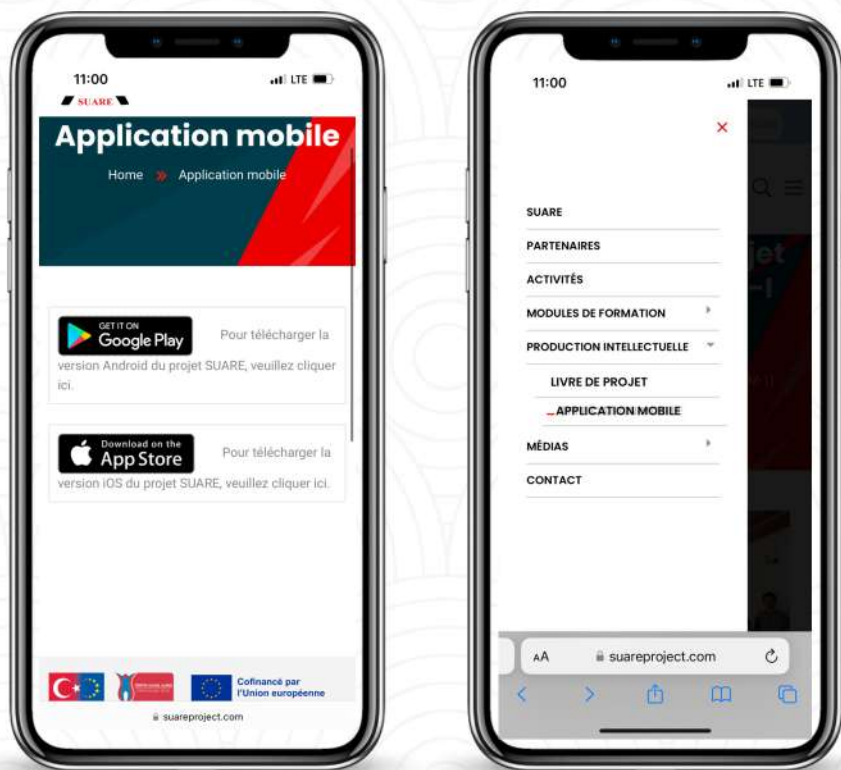 11:00
LTE
SUARE
Application mobile
Home » Application mobile
GET IT ON
Google Play
Pour télécharger la
version Android du projet SUARE, veuillez cliquer
ici.
Download on the
App Store
Pour télécharger la
version iOS du projet SUARE, veuillez cliquer ici.
Cofinancé par
l'Union européenne
suareproject.com
11:00
LTE
×
SUARE
PARTENAIRES
ACTIVITÉS
MODULES DE FORMATION
PRODUCTION INTELLECTUELLE
LIVRE DE PROJET
APPLICATION MOBILE
MÉDIAS
CONTACT
jet
-I
AA
suareproject.com